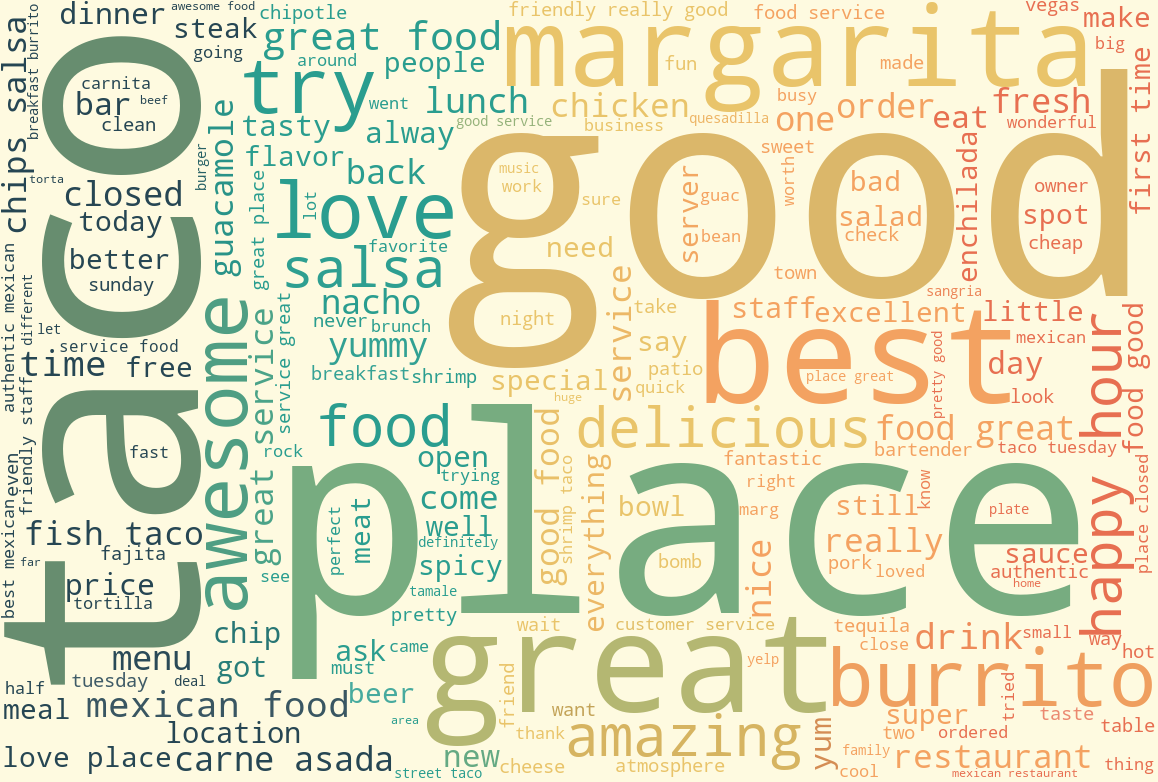 dinner
awesome food
chipotle
friendly really good
food service
vegas
make
steak
great food
margarita
big
going
around
people
fun
made
chips salsa
breakfast burrito
taco
carnita
bar
beef
clean
try
went
lunch
chicken
busy
order
fresh
first time
eat
wonderful
good service
business
quesadilla
one
tasty
alway
guacamole
burger
flavor
back
good
music
work
sure
sweet
worth
server
guac
bean
bad
salad
check
enchilada
owner
spot
cheap
torta
closed
today
great place
lot
love
favorite
need
better
sunday
salsa
town
sangria
authentic mexican
different
nacho
never
brunch
night
service
take
staff
excellent
little
let
service food
yummy
say
best
mexican
time
free
awesome
great service
service great
breakfast
shrimp
special
patio
quick
huge
place great
pretty good
day
look
happy hour
food good
food
good food
delicious
food great
bartender
taco tuesday
fast
rock
open
trying
shrimp taco
everything
fantastic
right
best mexicaneven
friendly staff
place
come
perfect
meat
well
definitely
bowl
marg
still
know
plate
place closed
fish taco
fajita
far
spicy
bomb
nice
really
pork
loved
sauce
authentic
home
price
tortilla
see
tamale
pretty
chip
ask
came
wait
customer service
tequila
close
drink
small
way
hot
menu
got
must
great
yelp
burrito
tuesday
deal
half
meal
mexican food
beer
area
friend
want
thank
amazing
yum
super
two
ordered
tried
taste
table
location
love place
carne asada
new
street taco
cheese
atmosphere
family
cool
restaurant
mexican restaurant
thing